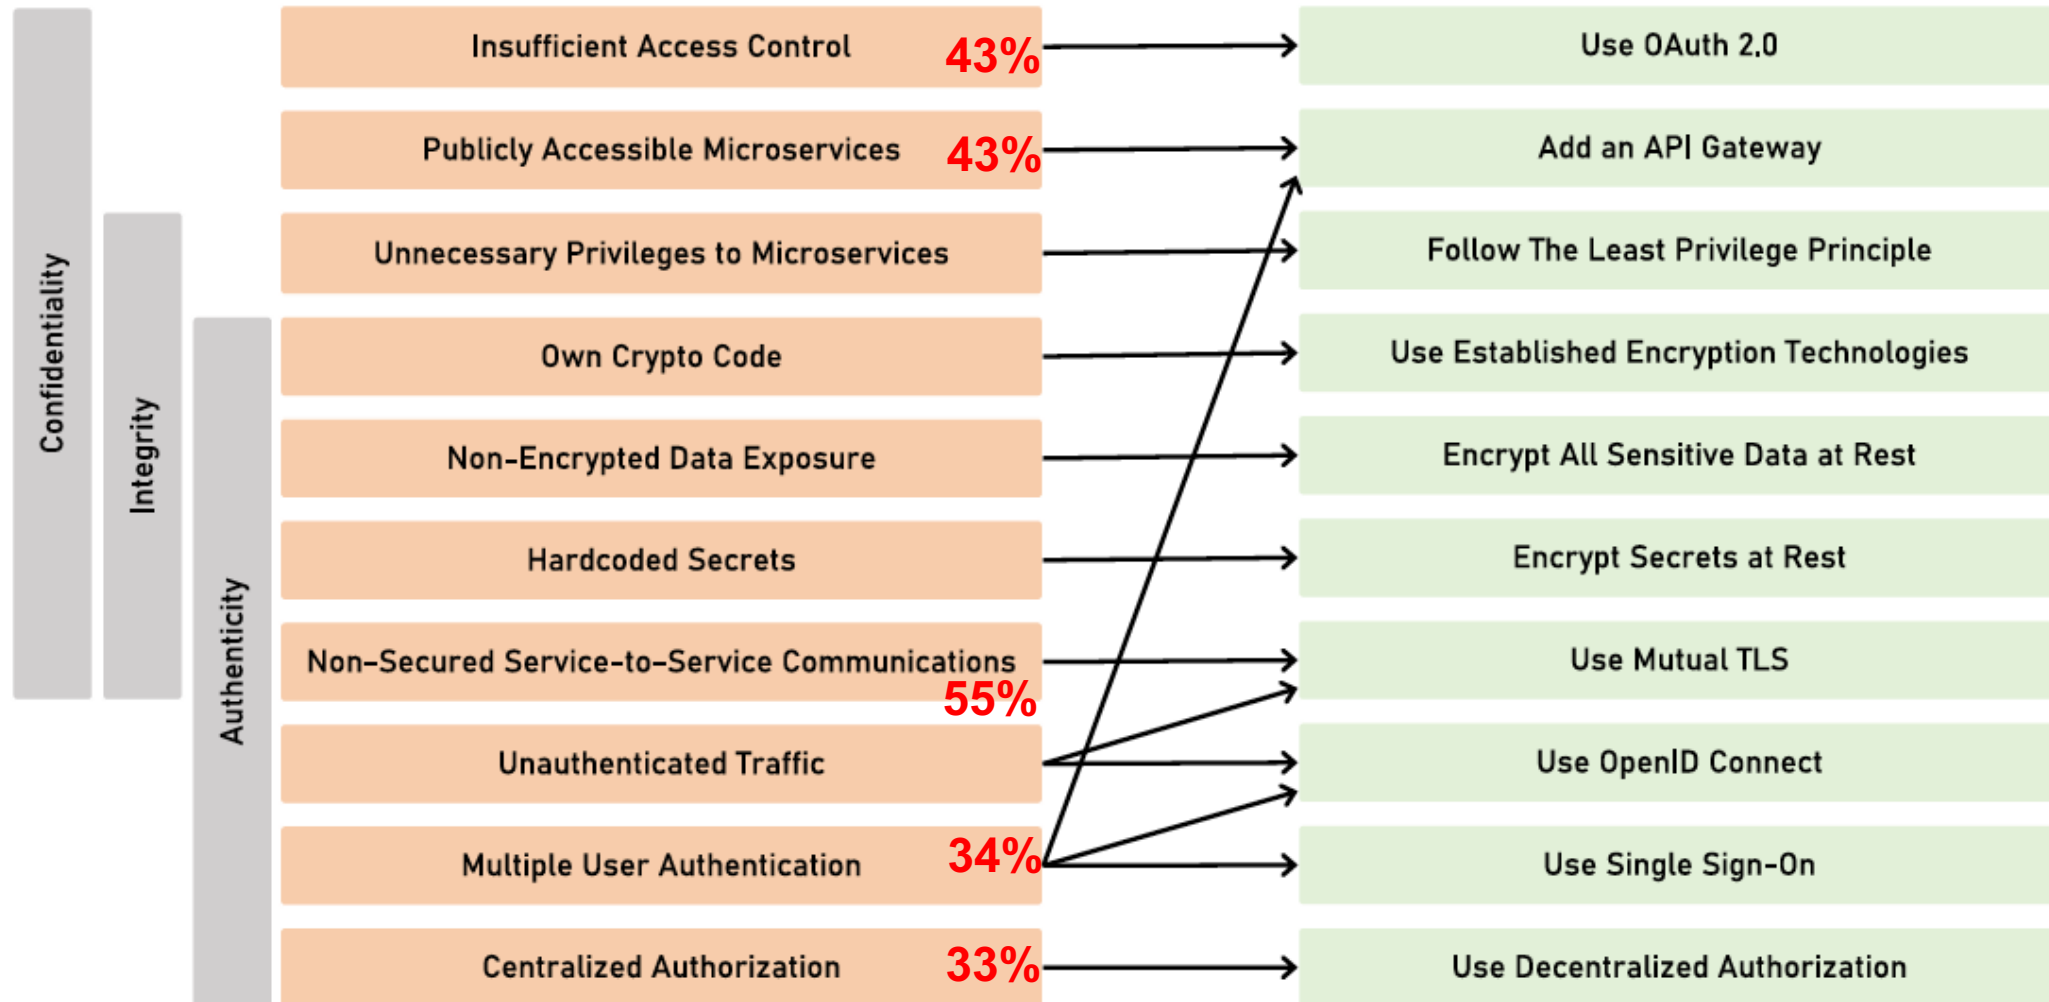 Confidentiality
Integrity
Authenticity
Insufficient Access Control 43%
Use OAuth 2.0
Publicly Accessible Microservices 43%
Add an API Gateway
Unnecessary Privileges to Microservices
Follow The Least Privilege Principle
Own Crypto Code
Use Established Encryption Technologies
Non-Encrypted Data Exposure
Encrypt All Sensitive Data at Rest
Hardcoded Secrets
Encrypt Secrets at Rest
Non-Secured Service-to-Service Communications
55%
Use Mutual TLS
Unauthenticated Traffic
Use OpenID Connect
Multiple User Authentication 34%
Use Single Sign-On
Centralized Authorization 33%
Use Decentralized Authorization